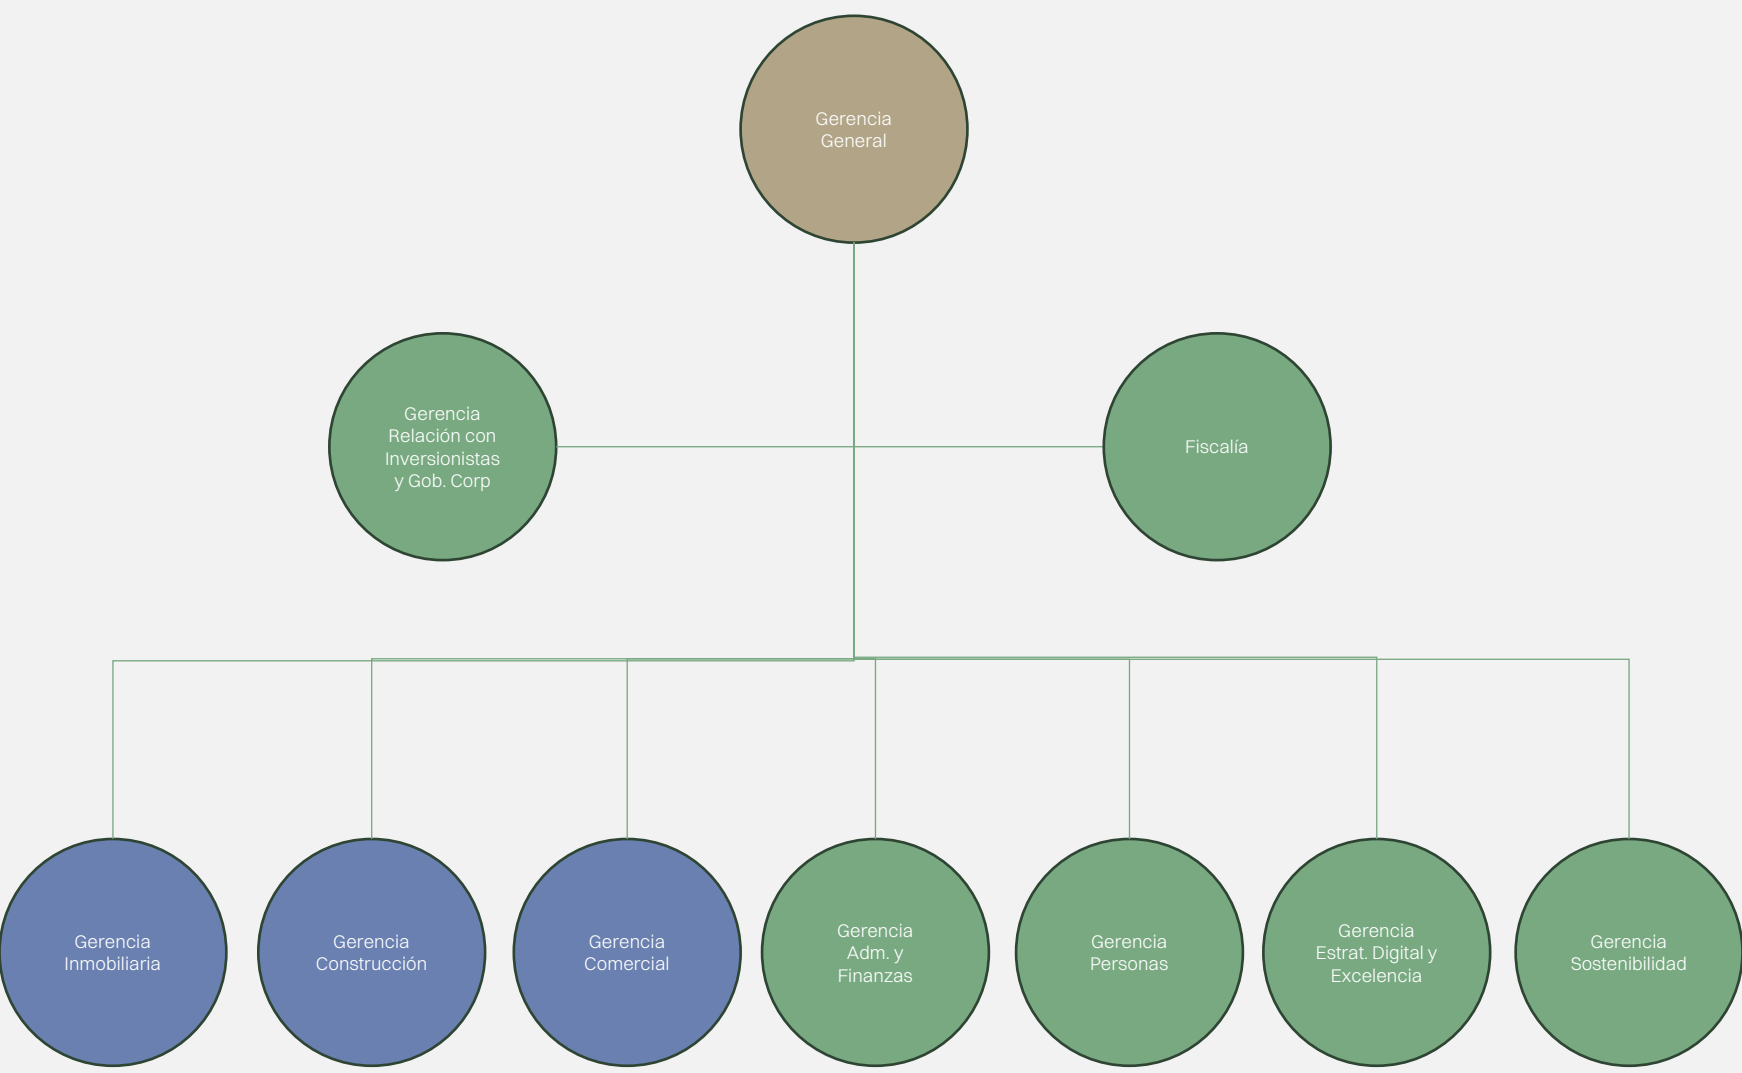 Gerencia
General
Gerencia
Relación con
Inversionistas
y Gob. Corp
Fiscalía
Gerencia
Inmobiliaria
Gerencia
Construcción
Gerencia
Comercial
Gerencia
Adm. y
Finanzas
Gerencia
Personas
Gerencia
Estrat. Digital y
Excelencia
Gerencia
Sostenibilidad